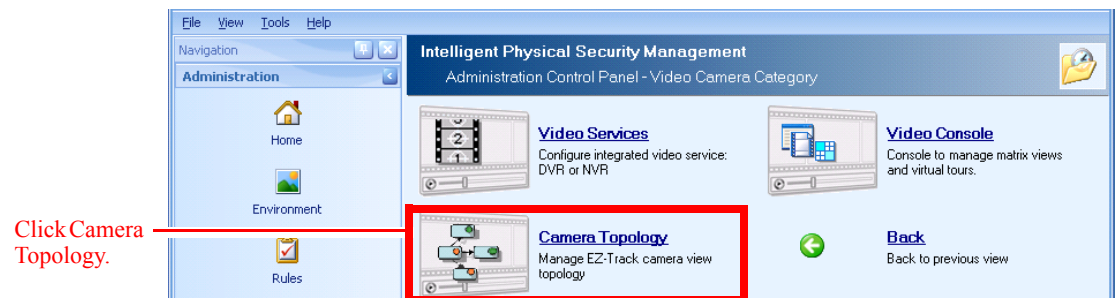 File View Tools Help
Navigation
Administration
Home
Environment
Rules
Intelligent Physical Security Management
Administration Control Panel - Video Camera Category
Video Services
Configure integrated video service:
DVR or NVR
Video Console
Console to manage matrix views
and virtual tours.
Camera Topology
Manage EZ-Track camera view
topology
Back
Back to previous view
Click Camera
Topology.
2
1